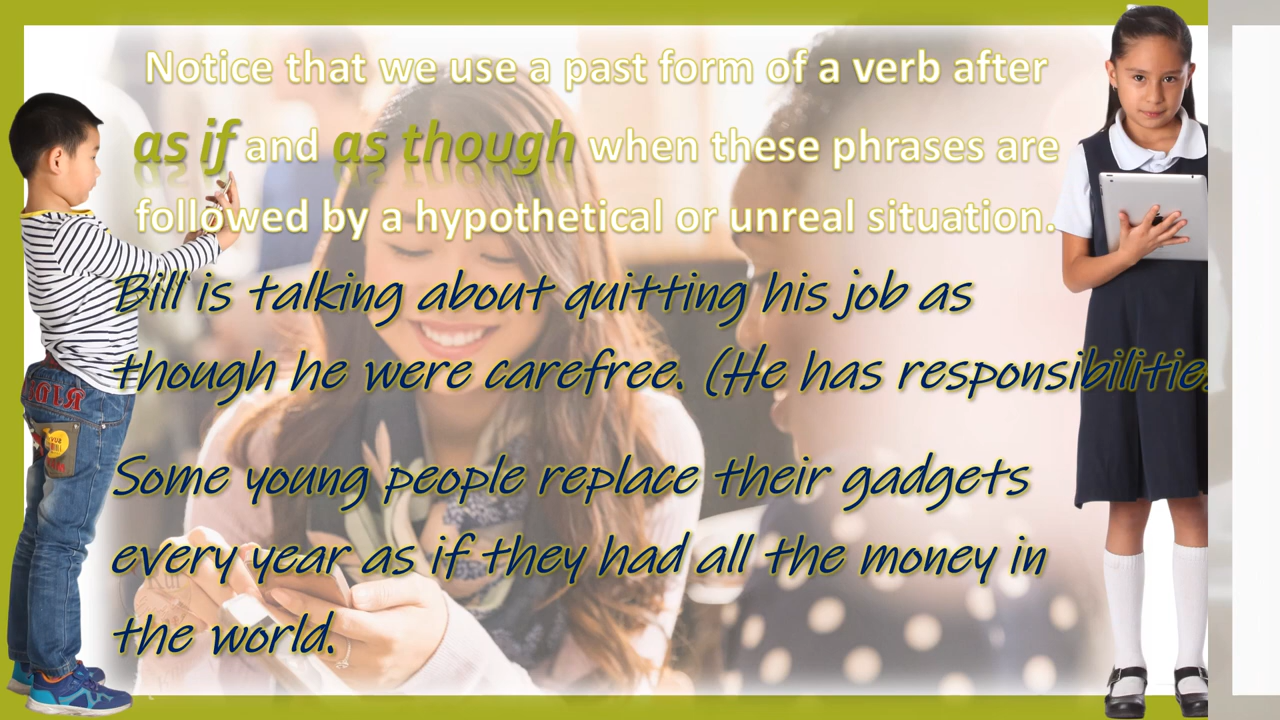 Notice that we use a past form of a verb after
as if and as though when these phrases are
followed by a hypothetical or unreal situation.
Bill is talking about quitting his job as
though he were carefree. (He has
Some young people replace their gadgets
every year as if they had all the money in
the world.